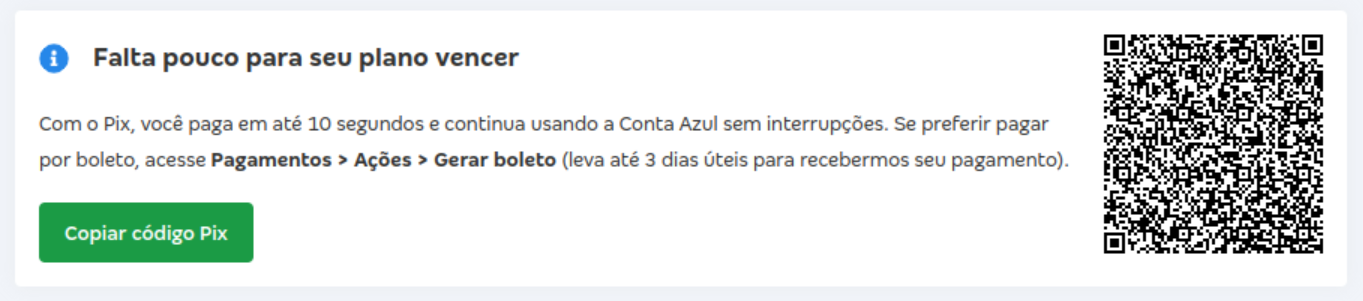 Falta pouco para seu plano vencer
Com o Pix, você paga em até 10 segundos e continua usando a Conta Azul sem interrupções. Se preferir pagar
por boleto, acesse Pagamentos > Ações > Gerar boleto (leva até 3 dias úteis para recebermos seu pagamento).
Copiar código Pix